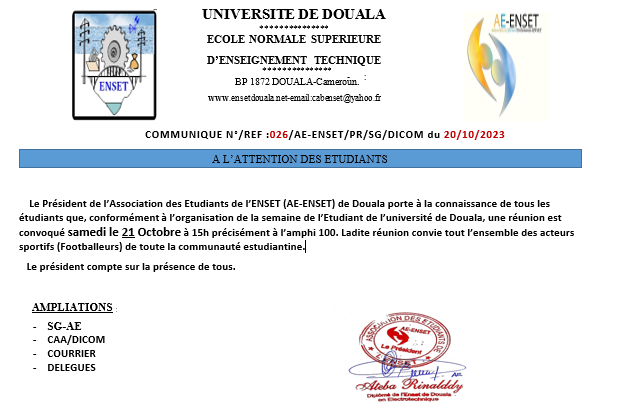 UNIVERSITE DE DOUALA
**************
ECOLE NORMALE SUPERIEURE
D’ENSEIGNEMENT TECHNIQUE
**************
BP 1872 DOUALA-Cameroün. :
www.ensetdouala.net-email:cabenset@yahoo.fr
ENSET
AE-ENSET
COMMUNIQUE N°/REF :026/AE-ENSET/PR/SG/DICOM du 20/10/2023
A L’ATTENTION DES ETUDIANTS
Le Président de l’Association des Etudiants de l’ENSET (AE-ENSET) de Douala porte à la connaissance de tous les
étudiants que, conformément à l’organisation de la semaine de l’Etudiant de l’université de Douala, une réunion est
convoqué samedi le 21 Octobre à 15h précisément à l’amphi 100. Ladite réunion convie tout l’ensemble des acteurs
sportifs (Footballeurs) de toute la communauté estudiantine.
Le président compte sur la présence de tous.
AMPLIATIONS :
- SG-AE
- CAA/DICOM
- COURRIER
- DELEGUES
ASSOCIATION DES ETUDIANTS DE
L'ENSET
AE-ENSET
Le Président
Ateba Rinalddy
Diplômé de l'Enset de Douala
en Electrotechnique